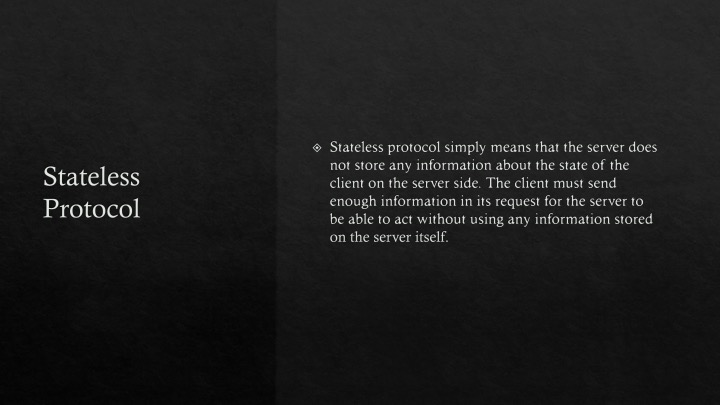 Stateless
Protocol
Stateless protocol simply means that the server does
not store any information about the state of the
client on the server side. The client must send
enough information in its request for the server to
be able to act without using any information stored
on the server itself.